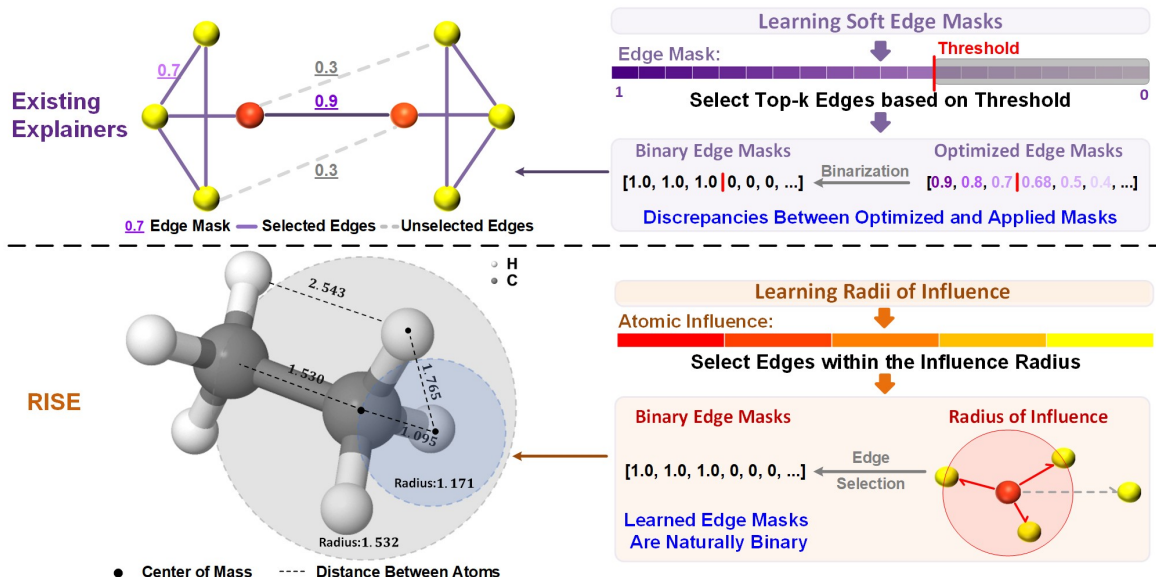 Existing
Explainers
0.7
0.3
0.9
0.3
0.7 Edge Mask Selected Edges Unselected Edges
Learning Soft Edge Masks
Edge Mask:
Threshold
1
0
Select Top-k Edges based on Threshold
Binary Edge Masks
Optimized Edge Masks
[1.0, 1.0, 1.0 0, 0, 0, ...]
Binarization
[0.9, 0.8, 0.7 0.68, 0.5, 0.4, ...]
Discrepancies Between Optimized and Applied Masks
RISE
H
C
2.543
1.530
1.765
1.095
Radius:1.171
Radius:1.532
Center of Mass Distance Between Atoms
Learning Radii of Influence
Atomic Influence:
Select Edges within the Influence Radius
Binary Edge Masks
Radius of Influence
[1.0, 1.0, 1.0, 0, 0, 0, ...]
Edge
Selection
Learned Edge Masks
Are Naturally Binary